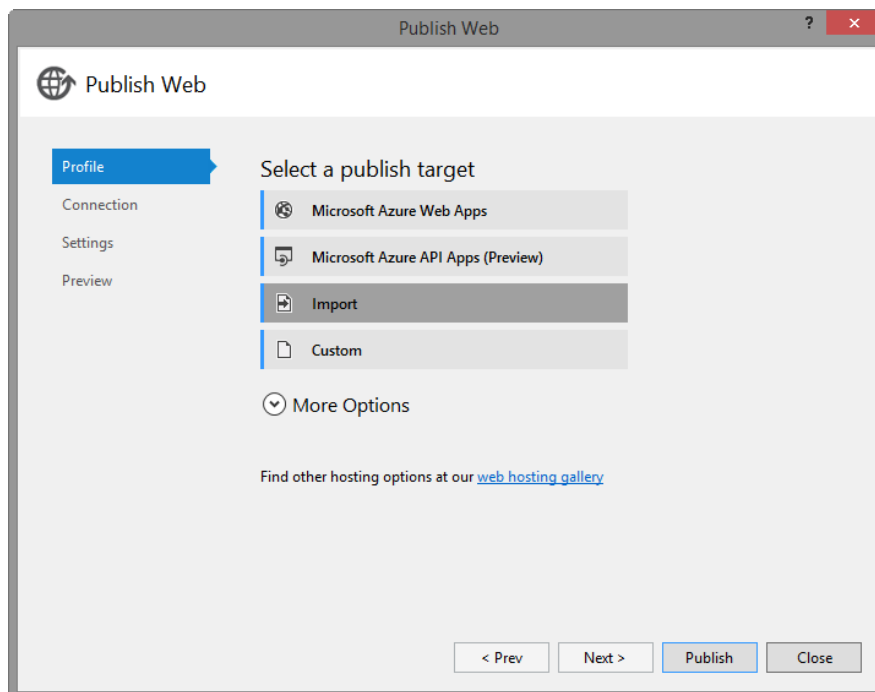 Publish Web
?
Publish Web
Profile
Connection
Settings
Preview
Select a publish target
Microsoft Azure Web Apps
Microsoft Azure API Apps (Preview)
Import
Custom
More Options
Find other hosting options at our web hosting gallery
< Prev
Next >
Publish
Close